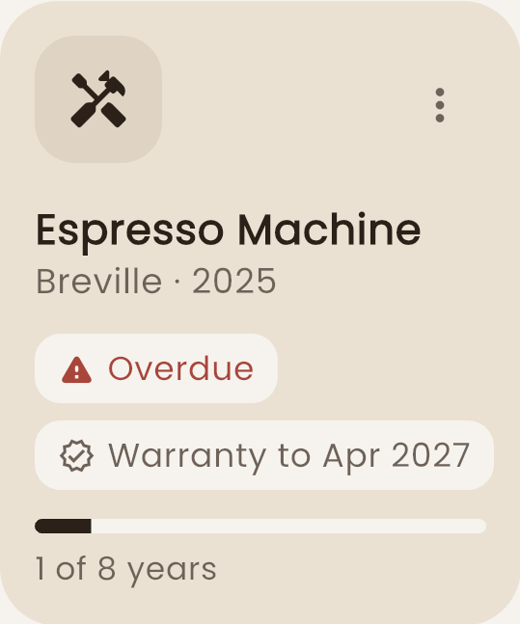 Espresso Machine
Breville · 2025
Overdue
Warranty to Apr 2027
1 of 8 years